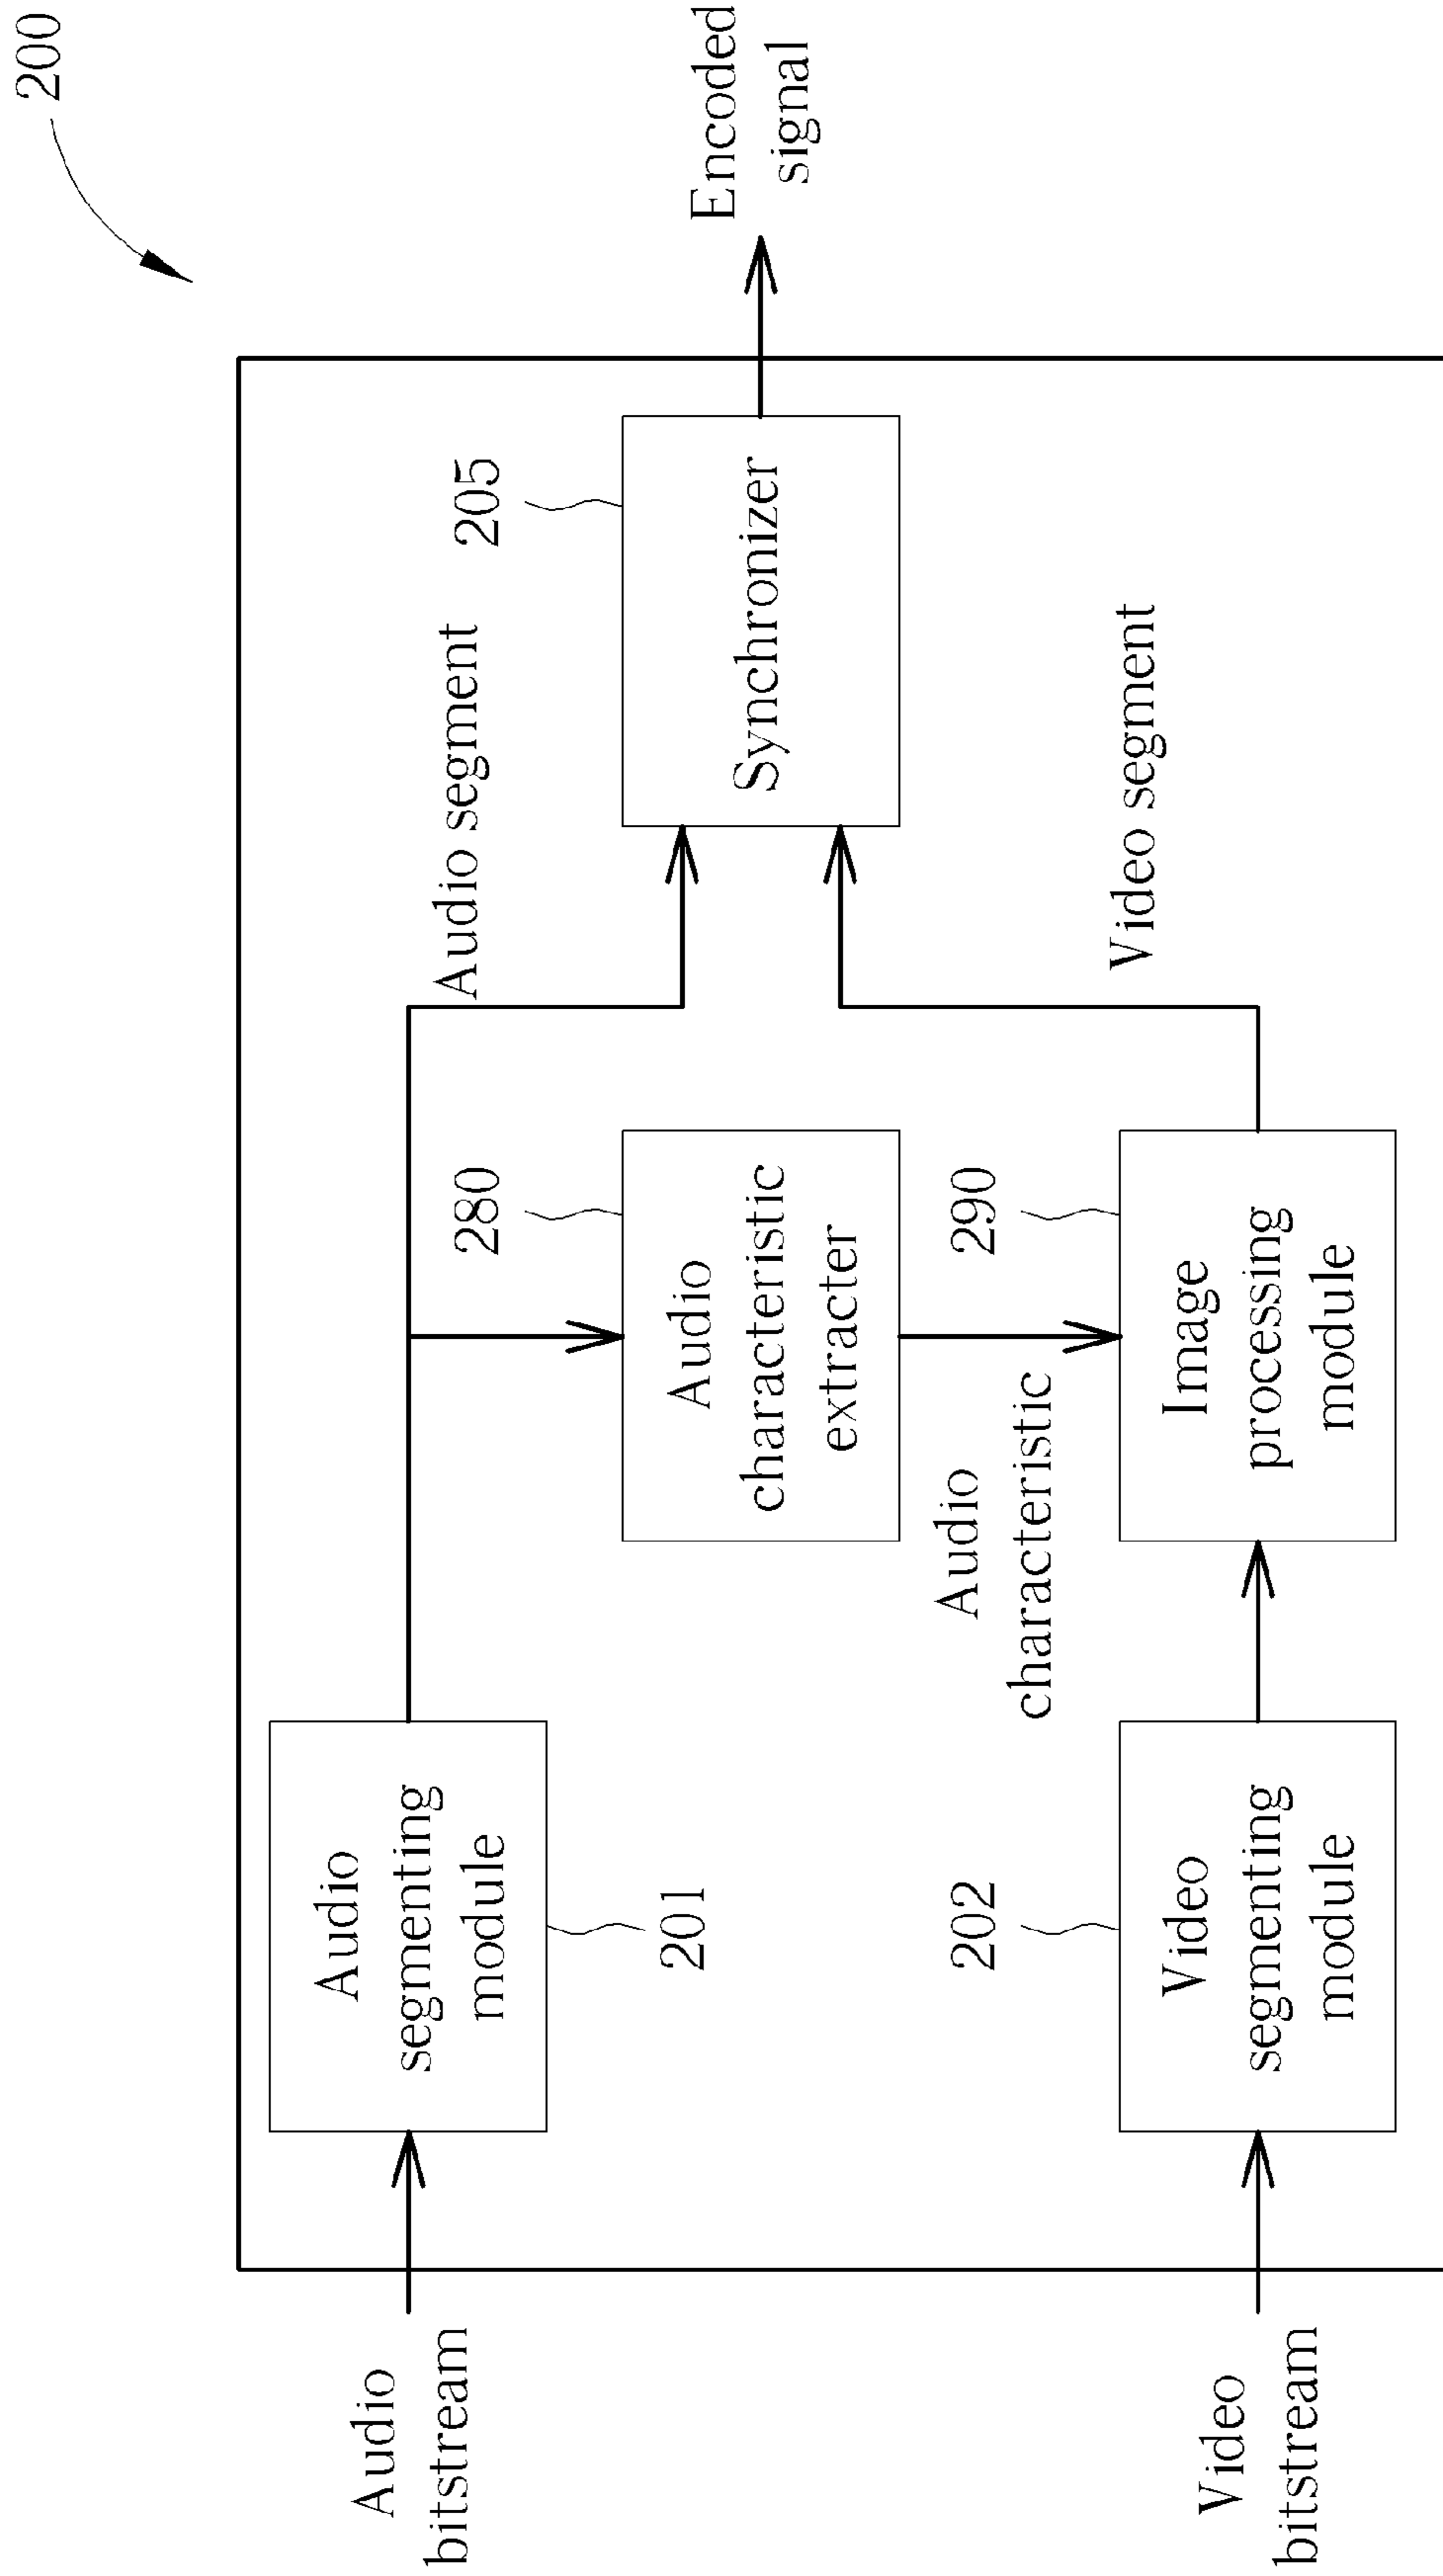 200
Audio
bitstream
Audio
segmenting
module
201
Audio segment
280
Audio
characteristic
extracter
205
Synchronizer
Encoded
signal
Audio
characteristic
Video
bitstream
202
Video
segmenting
module
290
Image
processing
module
Video segment